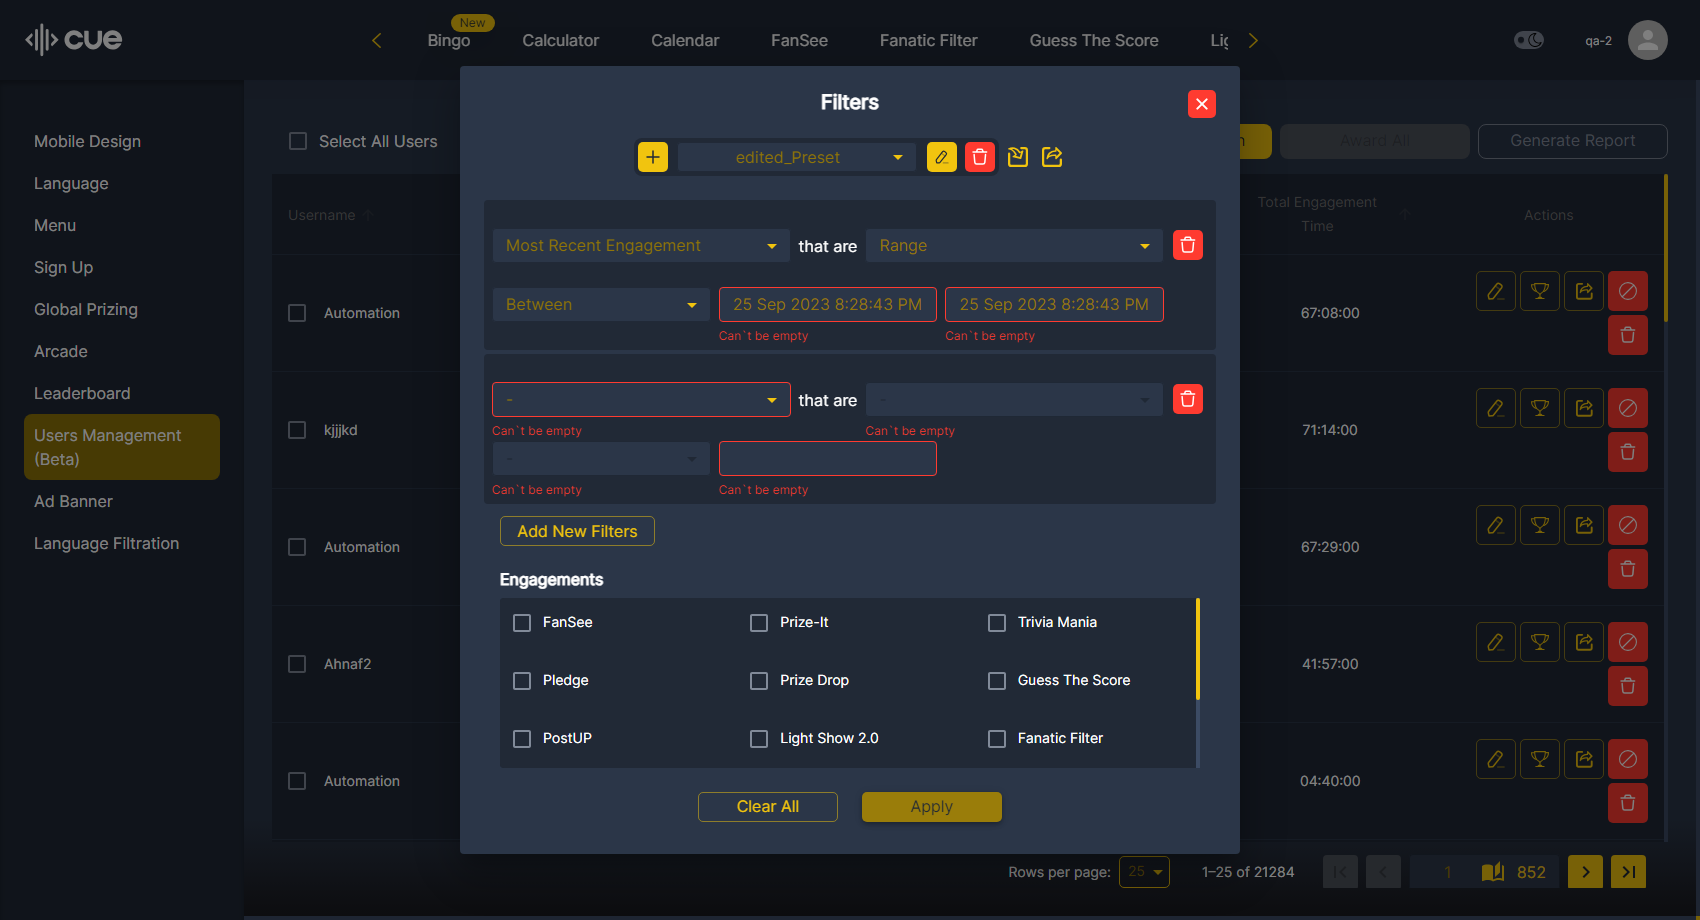 cue
New
Bingo
Calculator
Calendar
FanSee
Fanatic Filter
Guess The Score
qa-2
Mobile Design
Language
Menu
Sign Up
Global Prizing
Arcade
Leaderboard
Users Management
(Beta)
Ad Banner
Language Filtration
Select All Users
Award All
Generate Report
Username
Total Engagement
Time
Actions
Automation
67:08:00
kjjjkd
71:14:00
Automation
67:29:00
Ahnaf2
41:57:00
Automation
04:40:00
Filters
edited_Preset
Most Recent Engagement
that are
Range
Between
25 Sep 2023 8:28:43 PM
25 Sep 2023 8:28:43 PM
Can`t be empty
Can`t be empty
-
that are
-
Can`t be empty
Can`t be empty
-
Can`t be empty
Can`t be empty
Add New Filters
Engagements
FanSee
Prize-It
Trivia Mania
Pledge
Prize Drop
Guess The Score
PostUP
Light Show 2.0
Fanatic Filter
Clear All
Apply
Rows per page:
25
1–25 of 21284
1
852